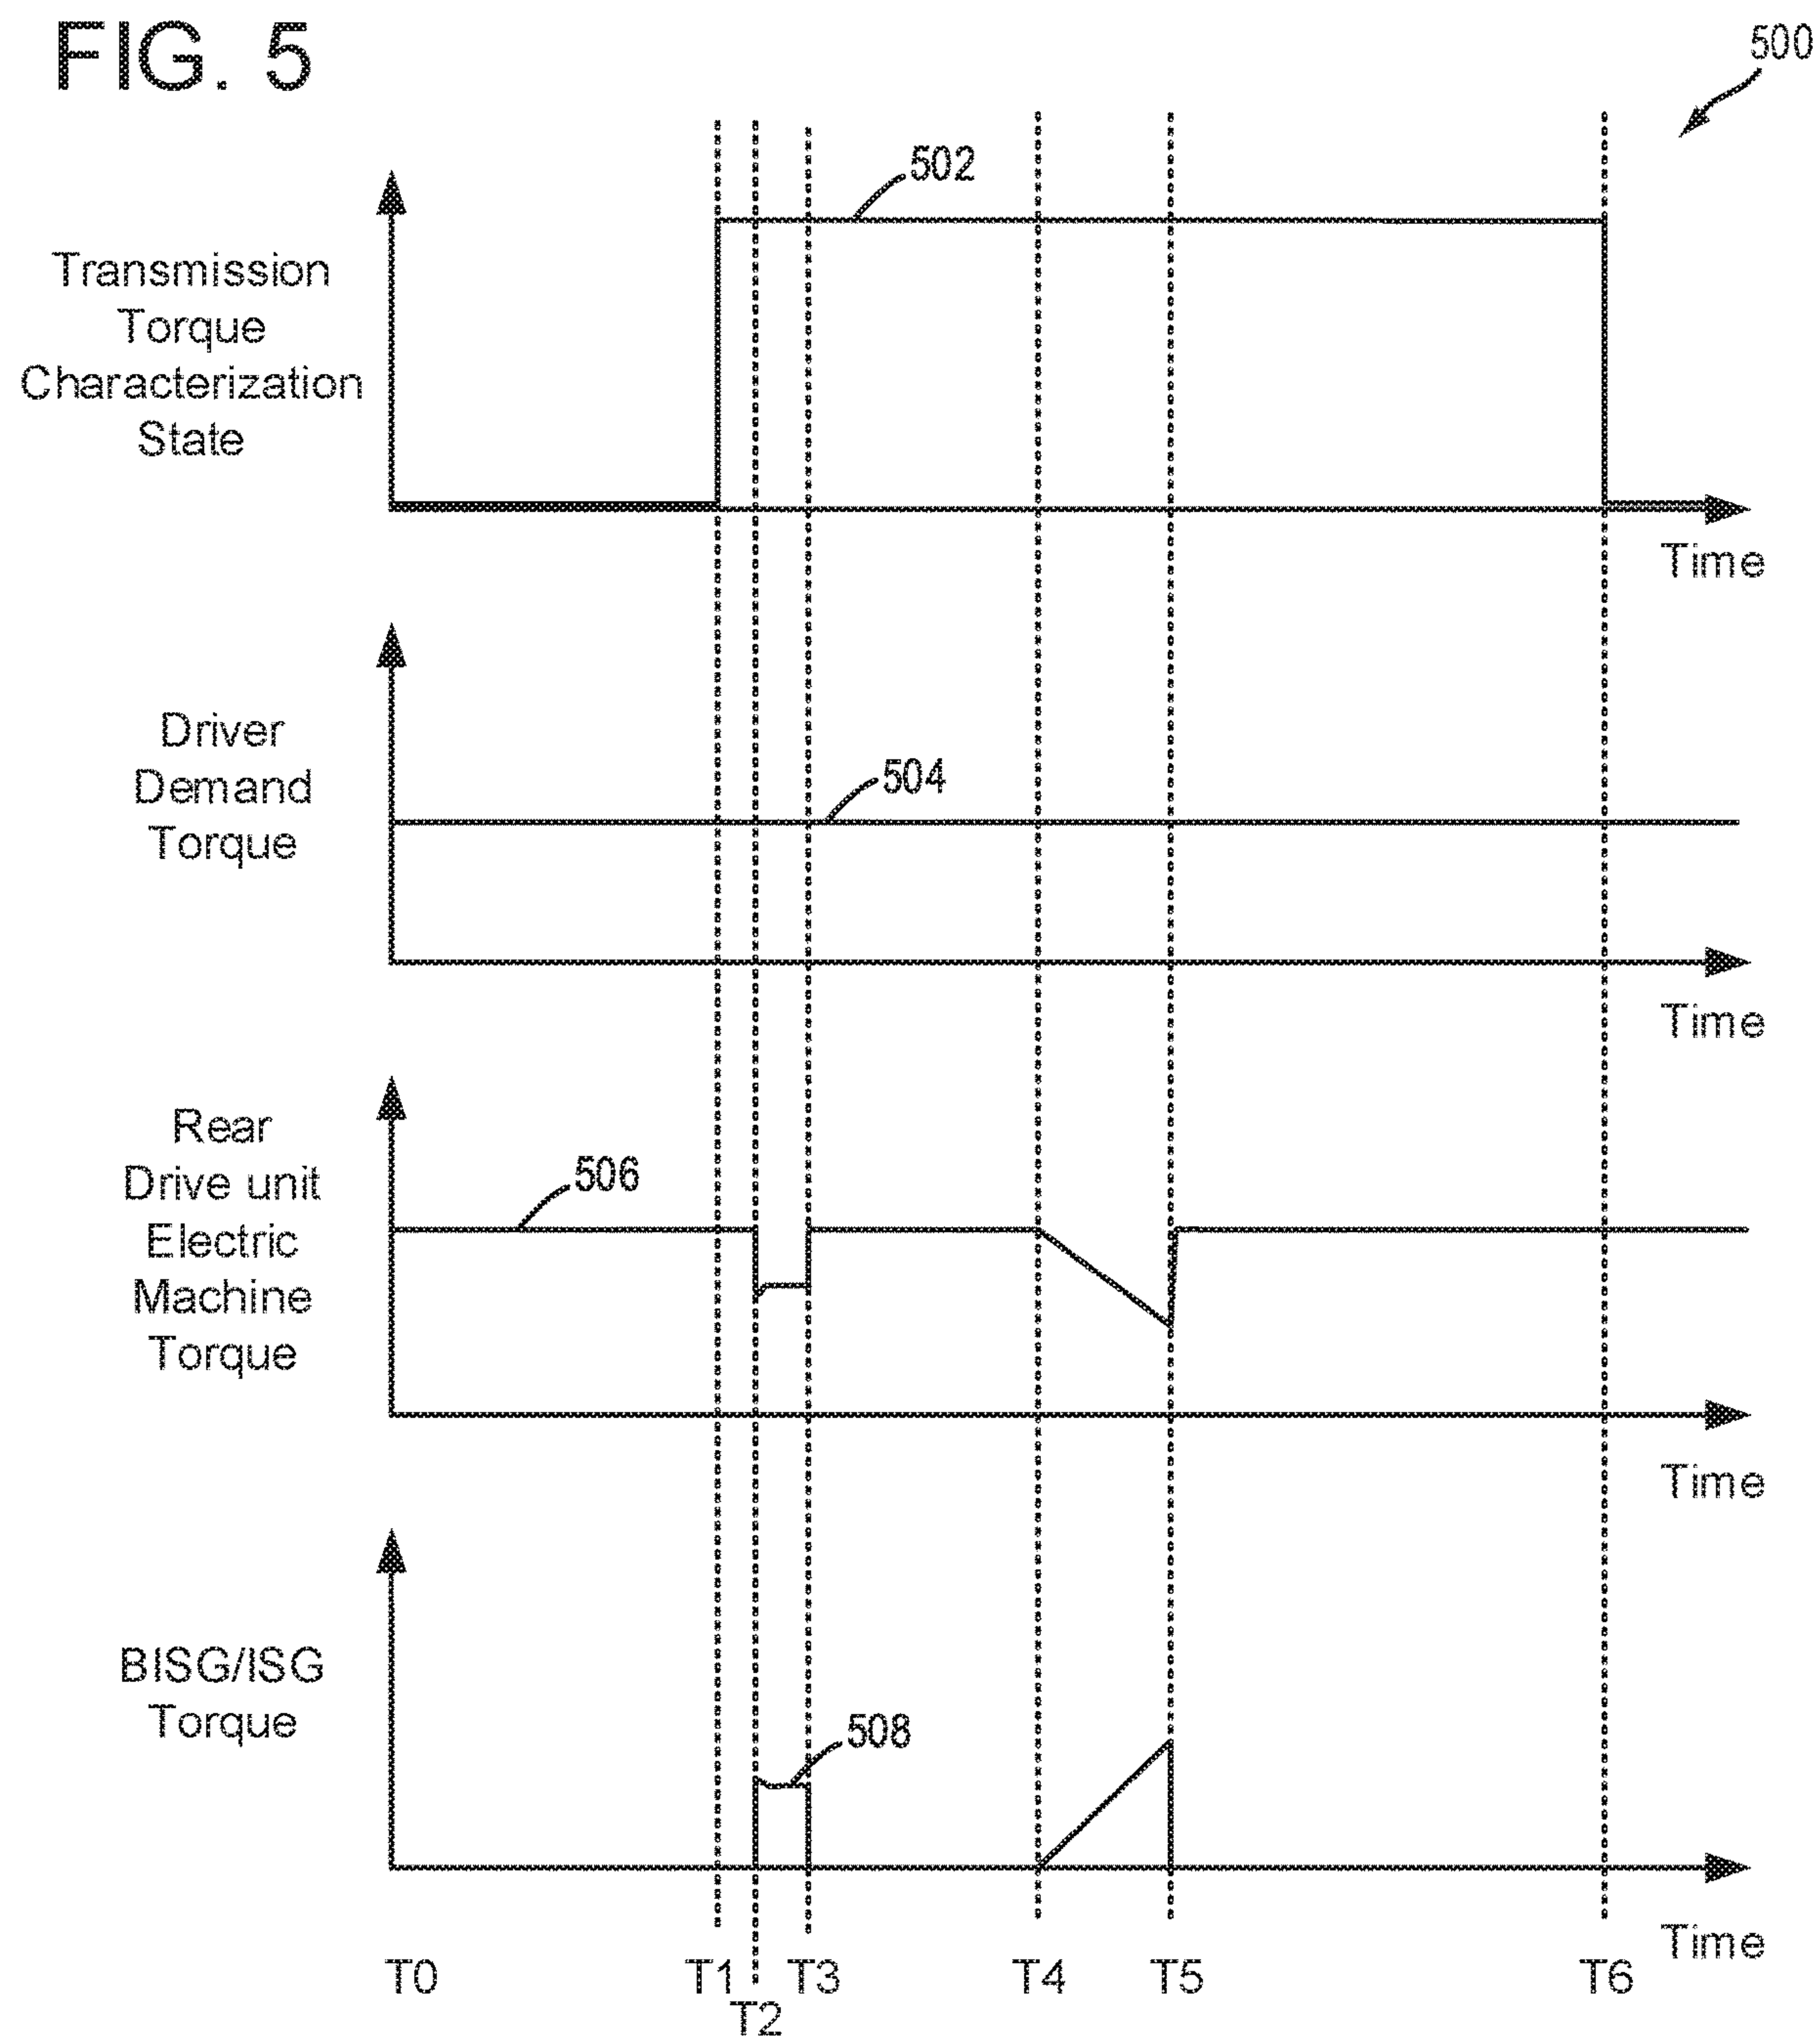 FIG. 5
500
502
Transmission
Torque
Characterization
State
Time
Driver
Demand
Torque
504
Time
Rear
Drive unit
Electric
Machine
Torque
506
Time
BISG/ISG
Torque
508
Time
T0
T1
T2
T3
T4
T5
T6